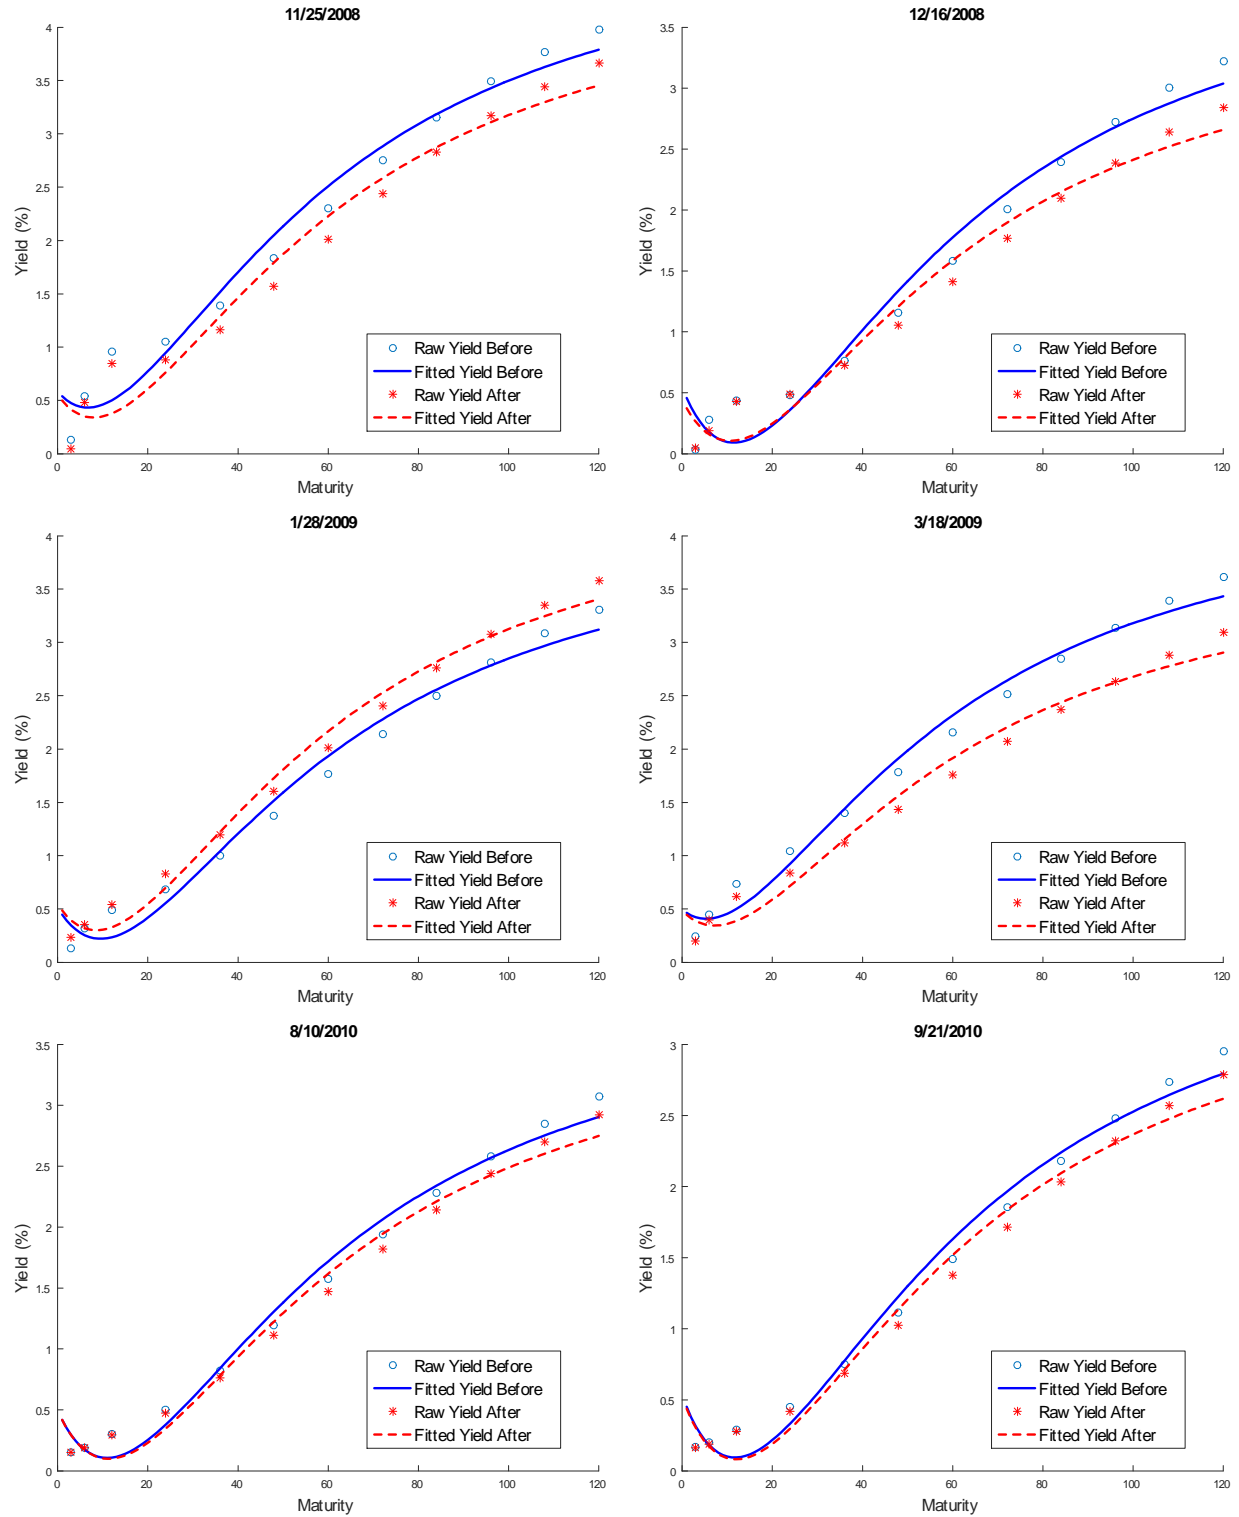 11/25/2008
4
3.5
3
2.5
2
1.5
1
0.5
0
Yield (%)
0 20 40 60 80 100 120
Maturity
Raw Yield Before
Fitted Yield Before
Raw Yield After
Fitted Yield After
12/16/2008
3.5
3
2.5
2
1.5
1
0.5
0
Yield (%)
0 20 40 60 80 100 120
Maturity
Raw Yield Before
Fitted Yield Before
Raw Yield After
Fitted Yield After
1/28/2009
4
3.5
3
2.5
2
1.5
1
0.5
0
Yield (%)
0 20 40 60 80 100 120
Maturity
Raw Yield Before
Fitted Yield Before
Raw Yield After
Fitted Yield After
3/18/2009
4
3.5
3
2.5
2
1.5
1
0.5
0
Yield (%)
0 20 40 60 80 100 120
Maturity
Raw Yield Before
Fitted Yield Before
Raw Yield After
Fitted Yield After
8/10/2010
3.5
3
2.5
2
1.5
1
0.5
0
Yield (%)
0 20 40 60 80 100 120
Maturity
Raw Yield Before
Fitted Yield Before
Raw Yield After
Fitted Yield After
9/21/2010
3
2.5
2
1.5
1
0.5
0
Yield (%)
0 20 40 60 80 100 120
Maturity
Raw Yield Before
Fitted Yield Before
Raw Yield After
Fitted Yield After